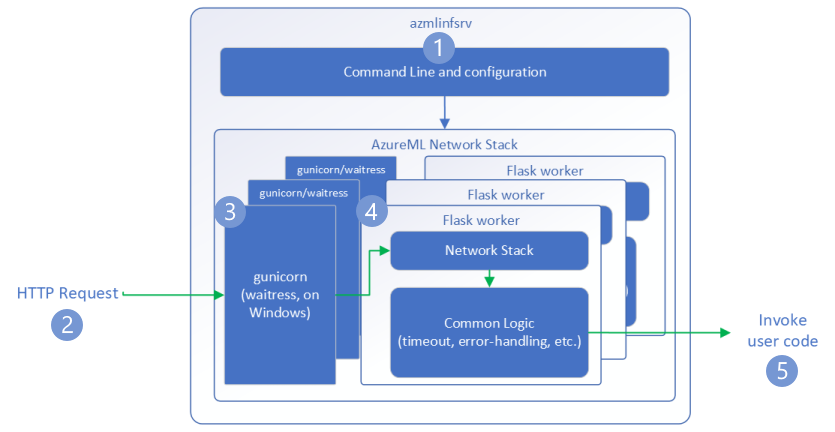 azmlinfsrv
1
Command Line and configuration
AzureML Network Stack
gunicorn/waitress
Flask worker
gunicorn/waitress
Flask worker
3
4
Flask worker
Network Stack
gunicorn
(waitress, on
Windows)
HTTP Request
2
Common Logic
(timeout, error-handling, etc.)
Invoke
user code
5